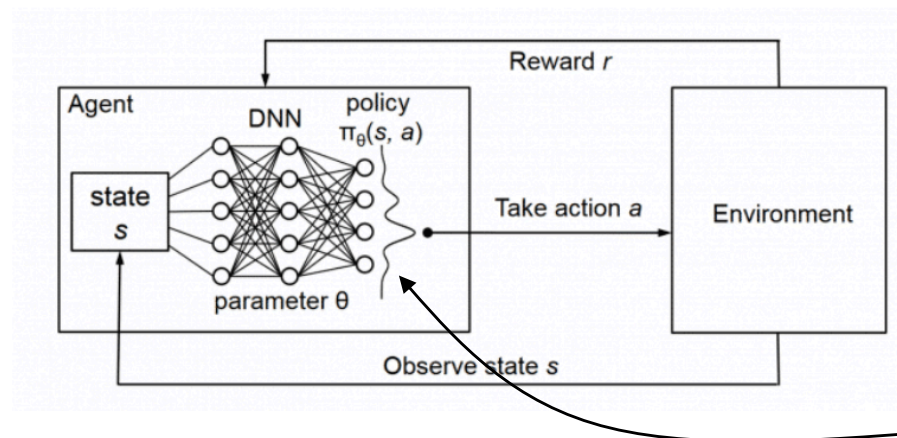 Reward r
Agent
policy
DNN
πθ(s, a)
state
s
Take action a
Environment
parameter θ
Observe state s